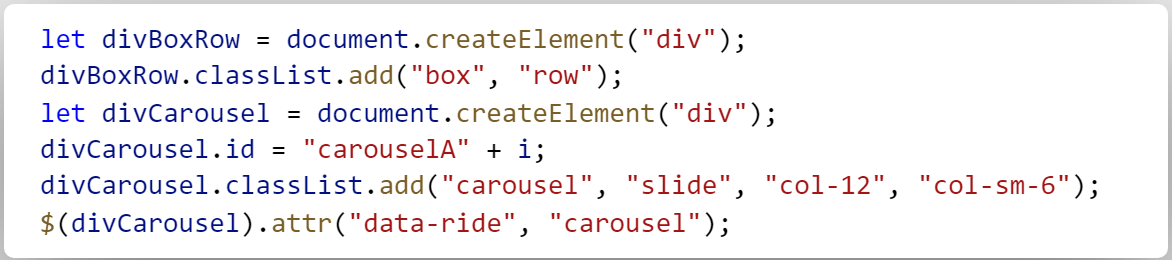 let divBoxRow = document.createElement("div");
divBoxRow.classList.add("box", "row");
let divCarousel = document.createElement("div");
divCarousel.id = "carouselA" + i;
divCarousel.classList.add("carousel", "slide", "col-12", "col-sm-6");
$(divCarousel).attr("data-ride", "carousel");